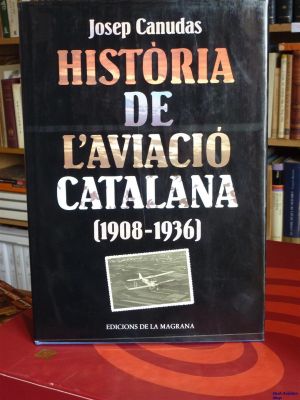 Josep Canudas
HISTÒRIA
DE
L'AVIACIÓ
CATALANA
(1908-1936)
EDICIONS DE LA MAGRANA